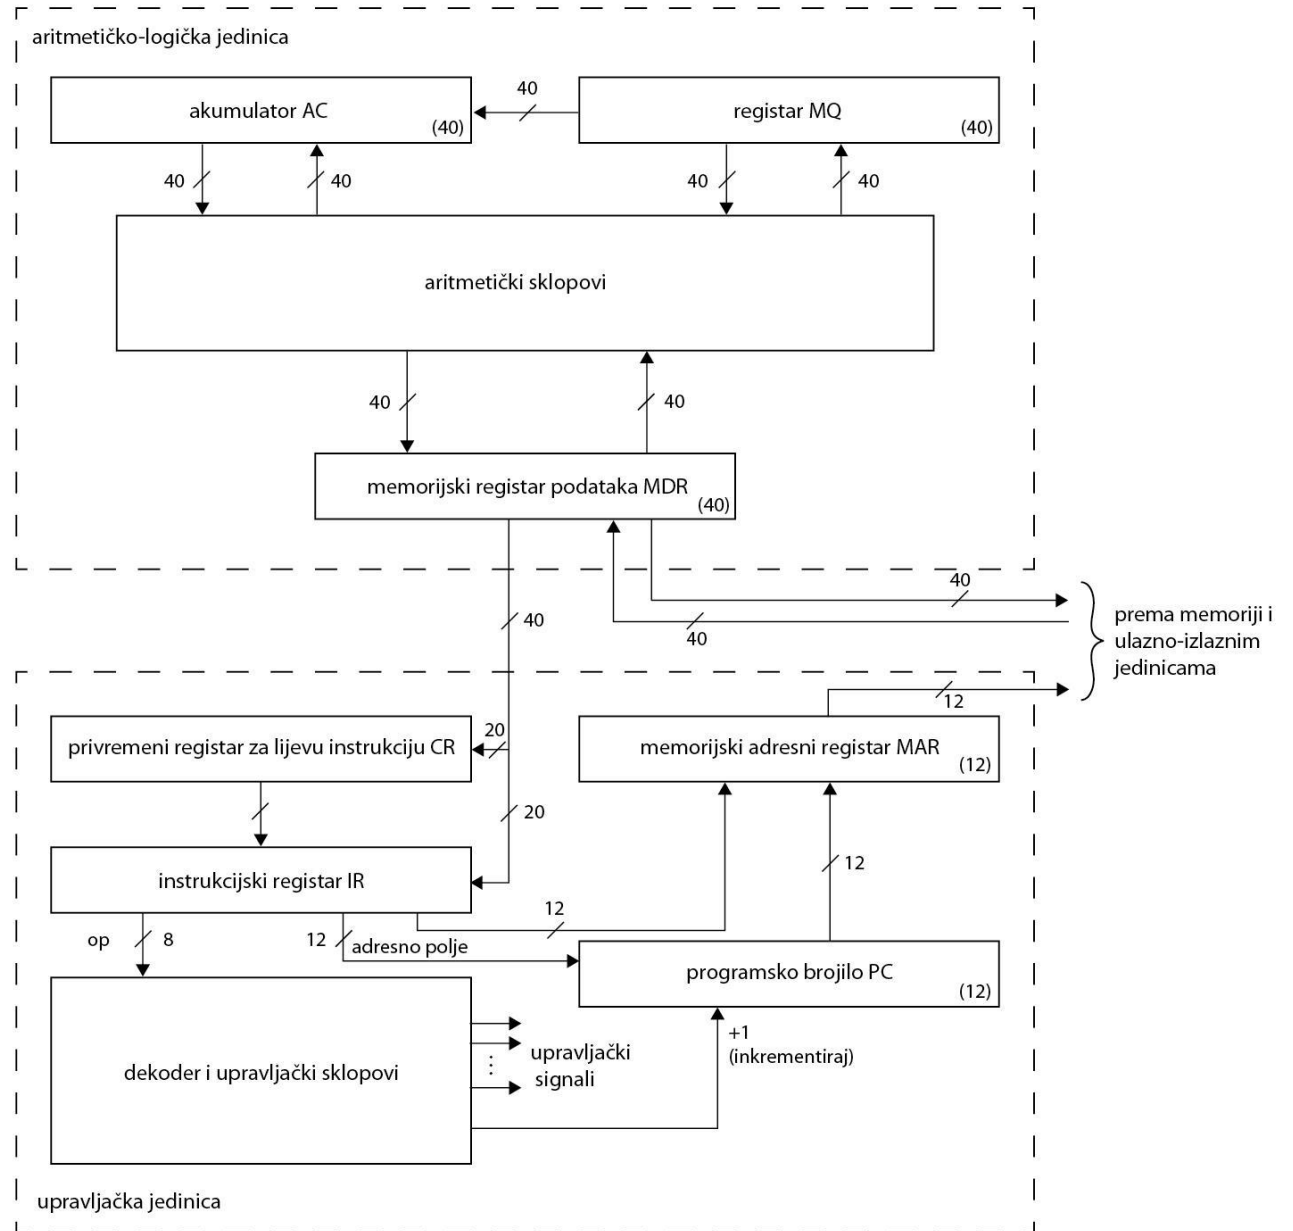 aritmetičko-logička jedinica
akumulator AC
(40)
40
registar MQ
(40)
40
40
40
40
aritmetički sklopovi
40
40
memorijski registar podataka MDR
(40)
40
40
40
prema memoriji i
ulazno-izlaznim
jedinicama
12
privremeni registar za lijevu instrukciju CR
20
memorijski adresni registar MAR
(12)
20
12
instrukcijski registar IR
12
op
8
12
adresno polje
programsko brojilo PC
(12)
+1
(inkrementiraj)
dekoder i upravljački sklopovi
upravljački
signali
upravljačka jedinica